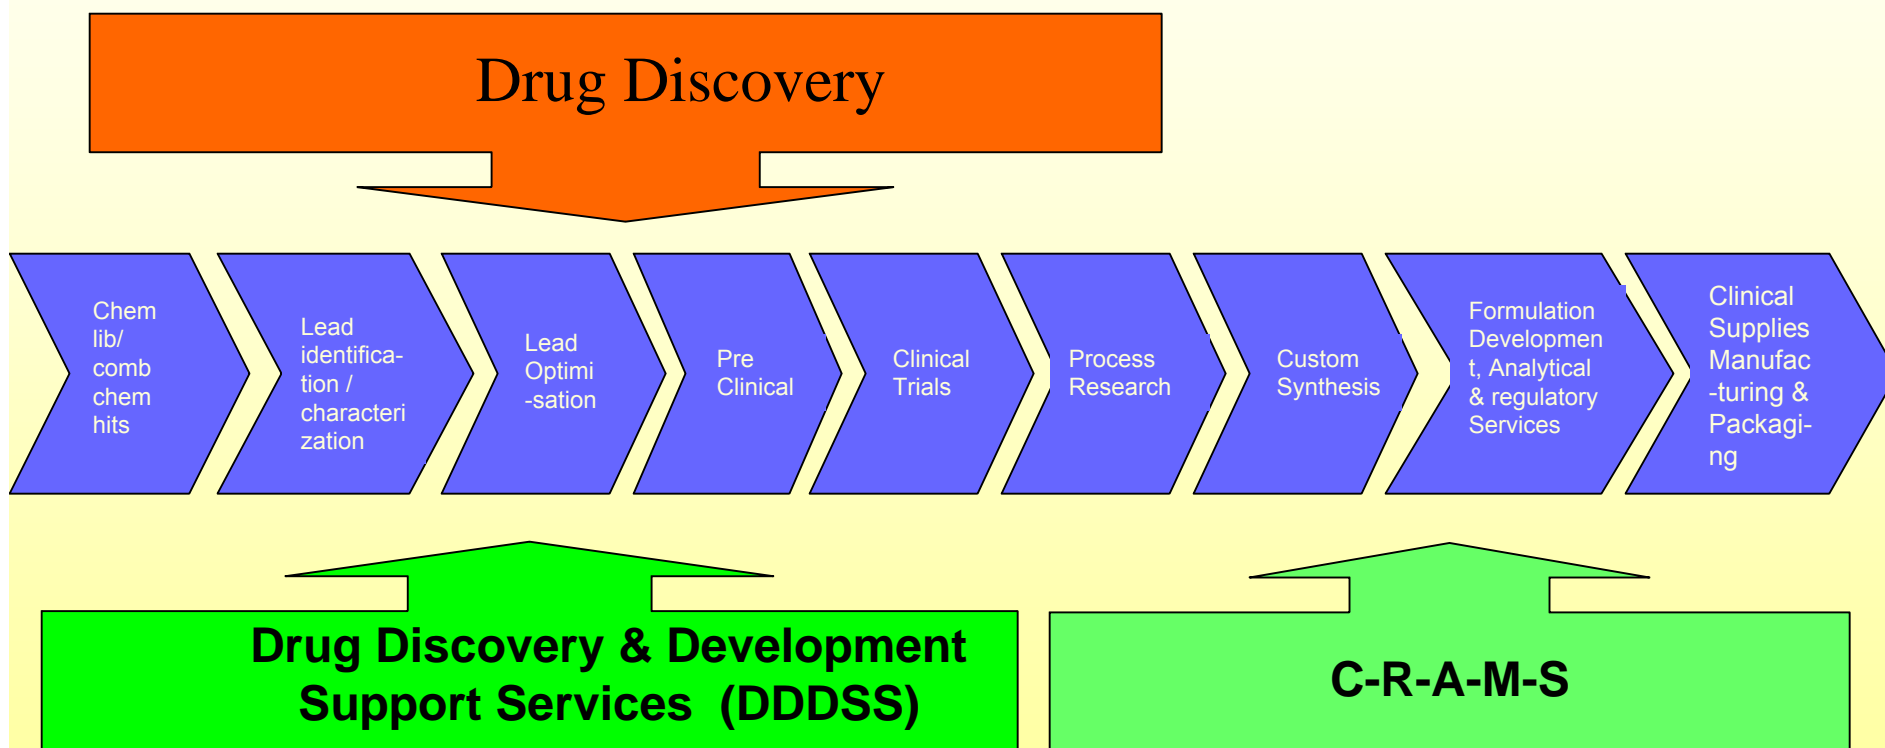 Drug Discovery
Chem
lib/
comb
chem
hits
Lead
identifica-
tion /
characteri
zation
Lead
Optimi
-sation
Pre
Clinical
Clinical
Trials
Process
Research
Custom
Synthesis
Formulation
Developmen
t, Analytical
& regulatory
Services
Clinical
Supplies
Manufac
-turing &
Packagi-
ng
Drug Discovery & Development
Support Services (DDDSS)
C-R-A-M-S